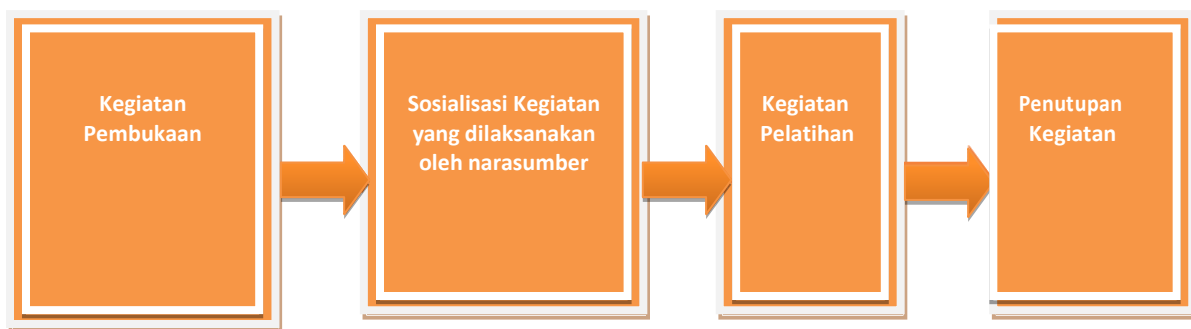 Kegiatan
Pembukaan
Sosialisasi Kegiatan
yang dilaksanakan
oleh narasumber
Kegiatan
Pelatihan
Penutupan
Kegiatan